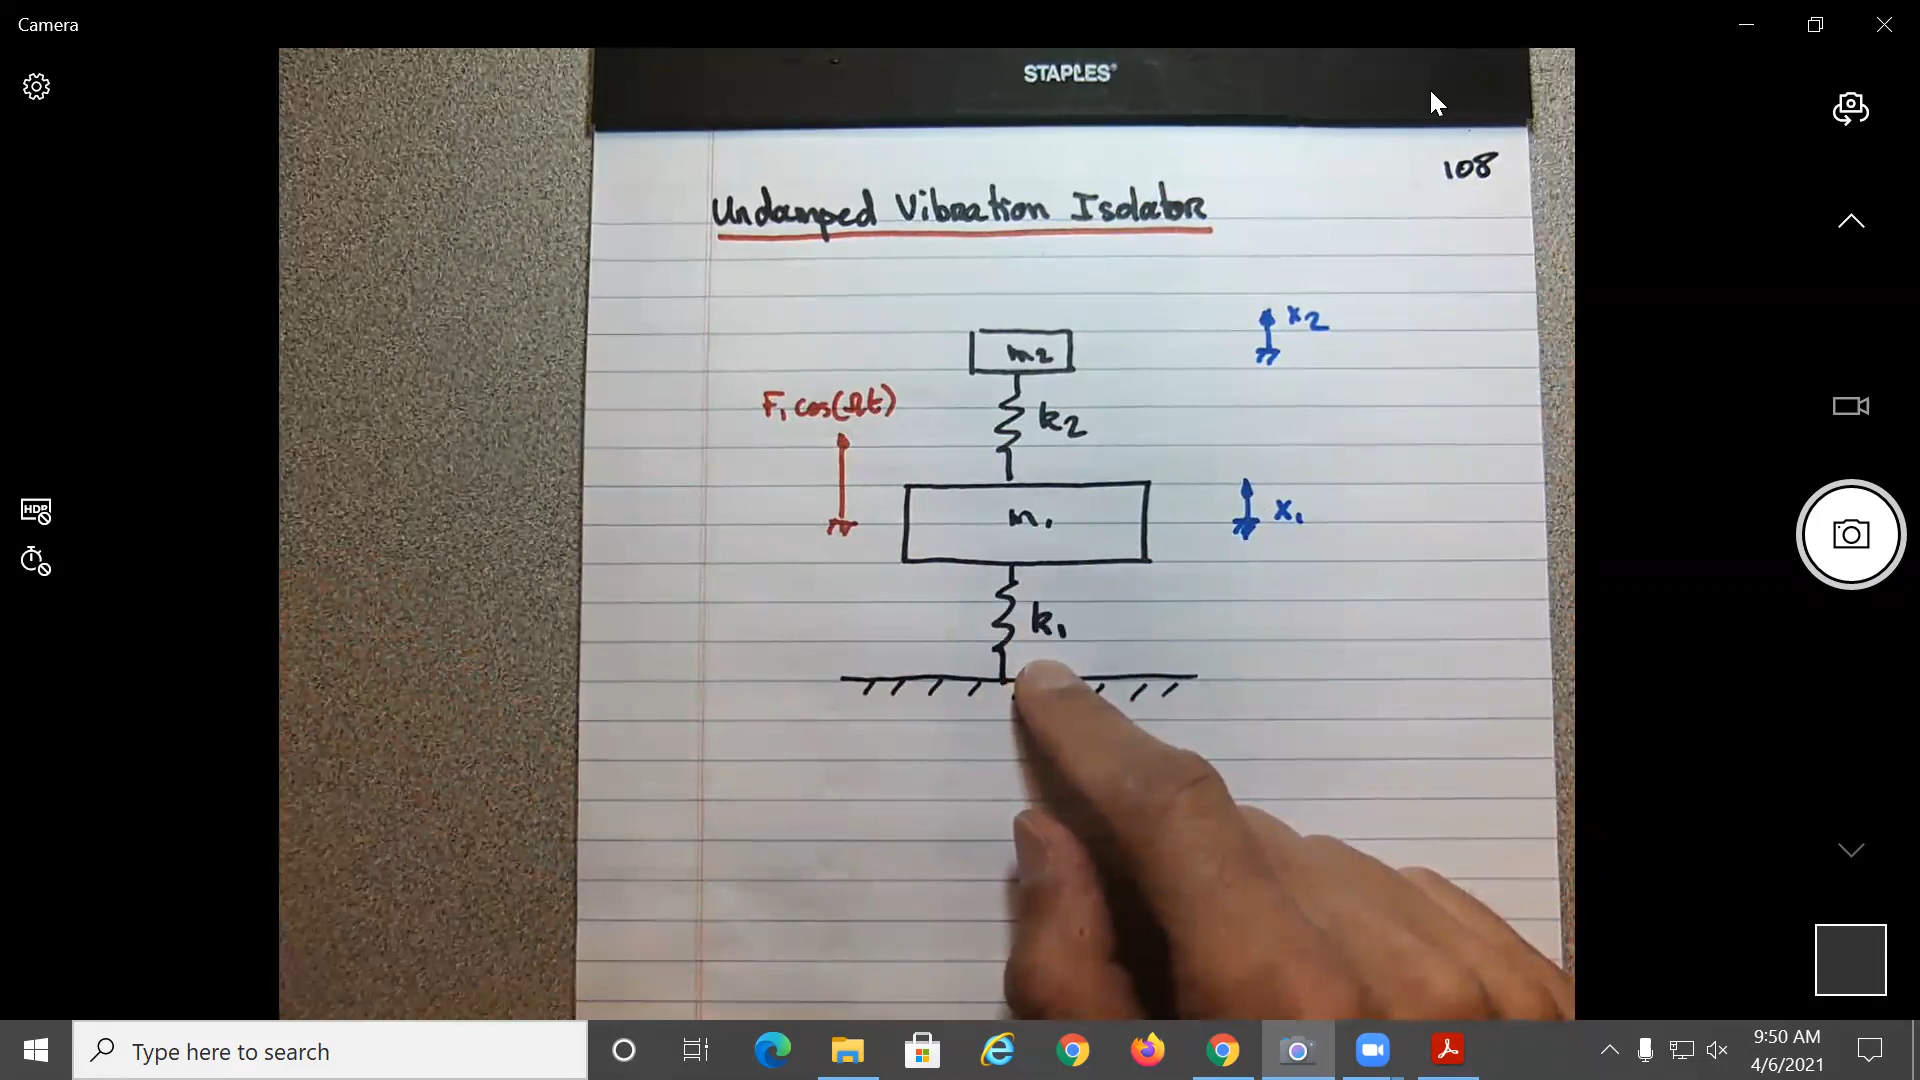 Camera
STAPLES
108
Undamped Vibration Isolator
x2
m2
F1 cos(Ωt)
k2
m1
x1
k1
HDR
Type here to search
9:50 AM
4/6/2021